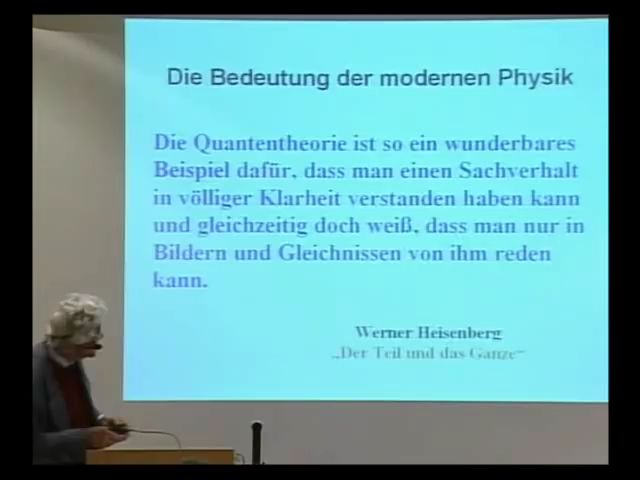 Die Bedeutung der modernen Physik
Die Quantentheorie ist so ein wunderbares
Beispiel dafür, dass man einen Sachverhalt
in völliger Klarheit verstanden haben kann
und gleichzeitig doch weiß, dass man nur in
Bildern und Gleichnissen von ihm reden
kann.
Werner Heisenberg
„Der Teil und das Ganze“